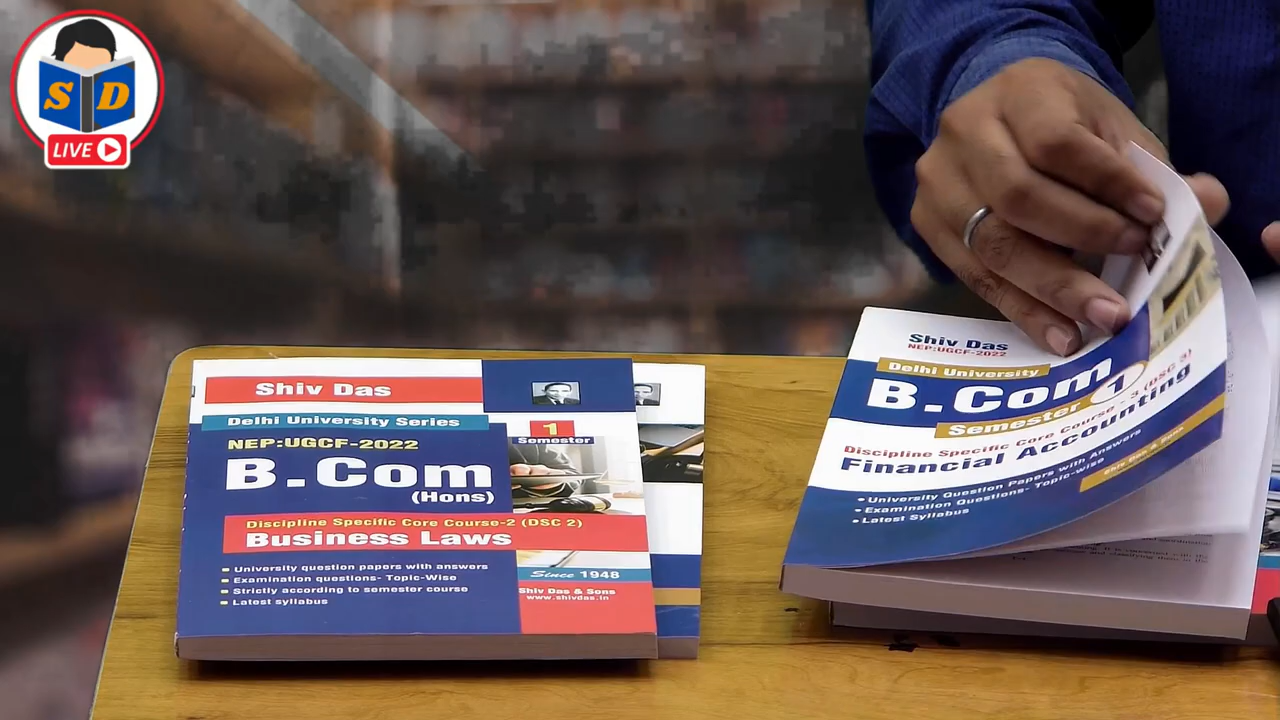 S D
LIVE
Shiv Das
Delhi University Series
NEP:UGCF-2022
B.Com
(Hons)
1
Semester
Discipline Specific Core Course-2 (DSC 2)
Business Laws
University question papers with answers
Examination questions- Topic-Wise
Strictly according to semester course
Latest syllabus
Since 1948
Shiv Das & Sons
www.shivdas.in
Shiv Das
NEP:UGCF-2022
Delhi University
B.Com
Semester 1
Discipline Specific Core Course - 3 (DSC 3)
Financial Accounting
• University Question Papers with Answers
• Examination Questions- Topic-wise
• Latest Syllabus
Shiv Das & Sons